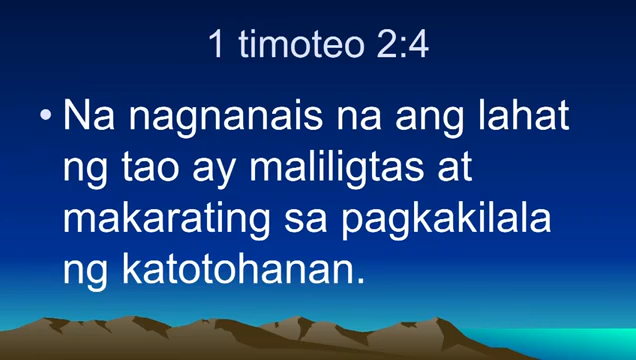 1 timoteo 2:4
• Na nagnanais na ang lahat
ng tao ay maliligtas at
makarating sa pagkakilala
ng katotohanan.